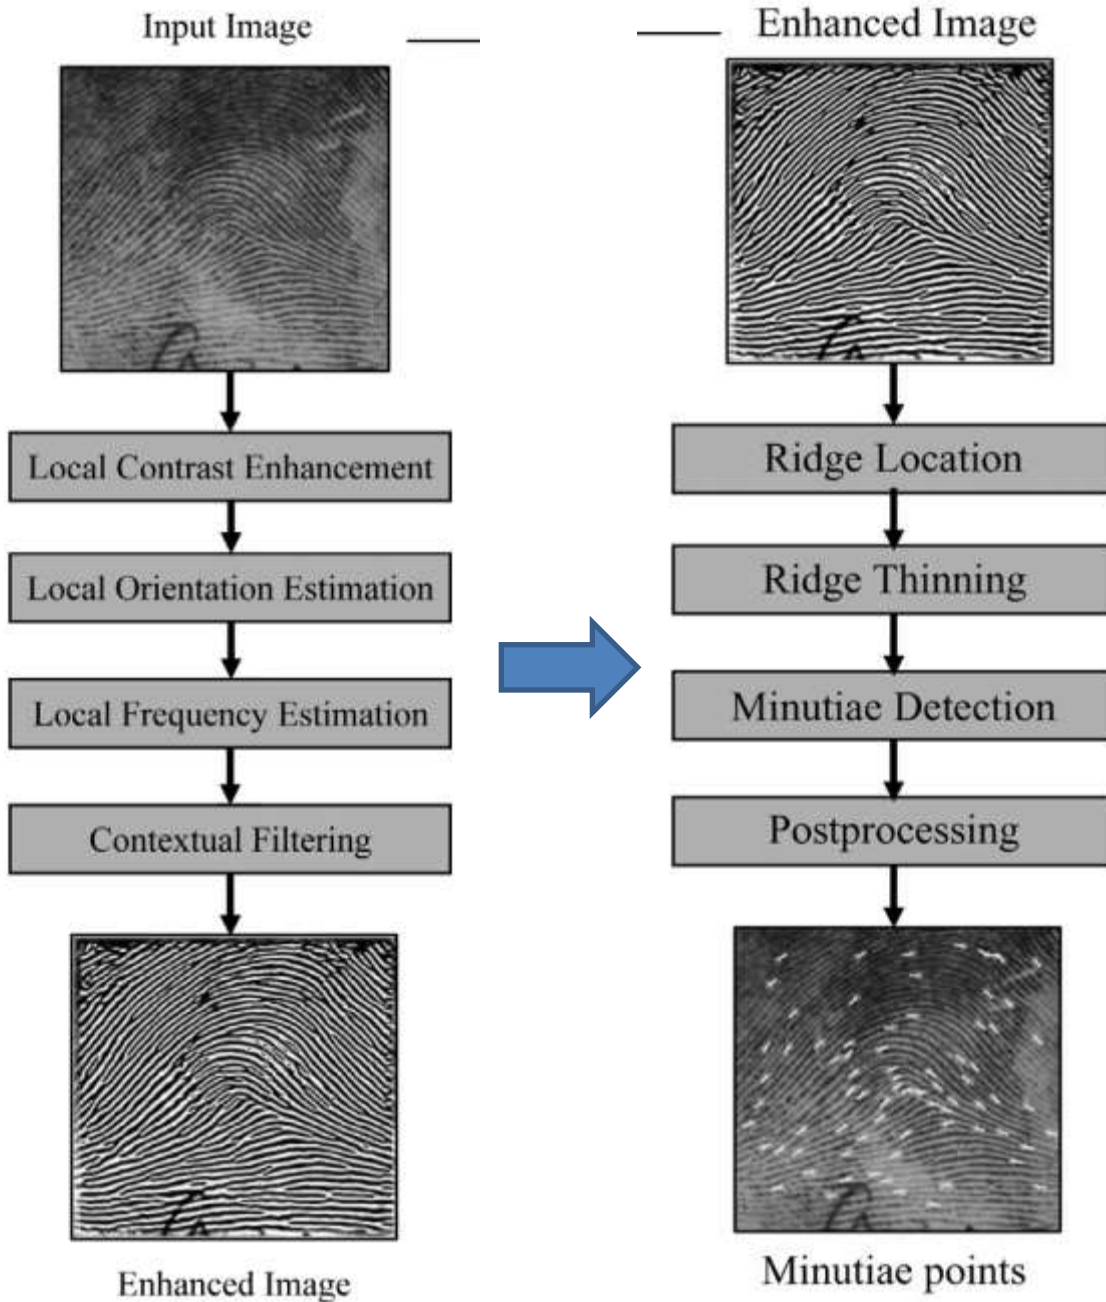 Input Image
Local Contrast Enhancement
Local Orientation Estimation
Local Frequency Estimation
Contextual Filtering
Enhanced Image
Enhanced Image
Ridge Location
Ridge Thinning
Minutiae Detection
Postprocessing
Minutiae points